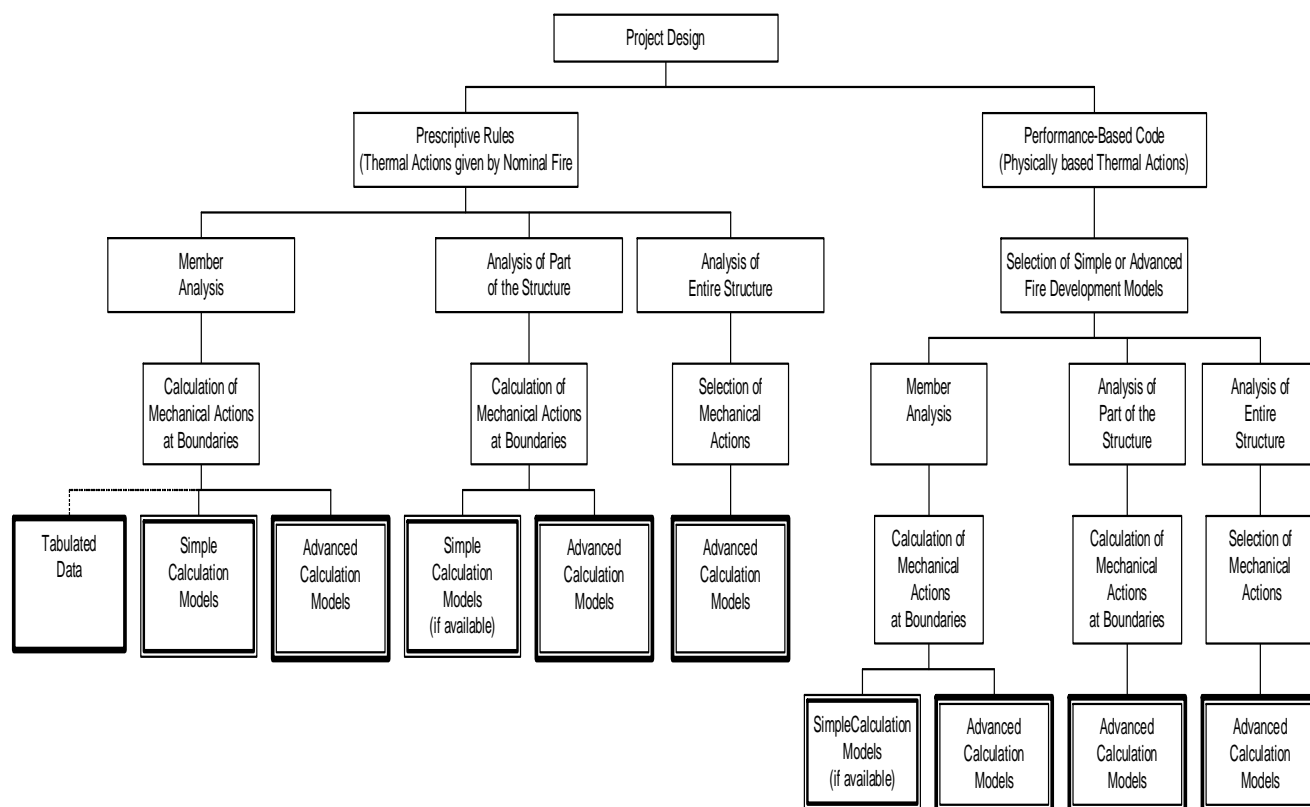 Project Design
Prescriptive Rules
(Thermal Actions given by Nominal Fire
Performance-Based Code
(Physically based Thermal Actions)
Member
Analysis
Analysis of Part
of the Structure
Analysis of
Entire Structure
Selection of Simple or Advanced
Fire Development Models
Calculation of
Mechanical Actions
at Boundaries
Calculation of
Mechanical Actions
at Boundaries
Selection of
Mechanical
Actions
Member
Analysis
Analysis of
Part of the
Structure
Analysis of
Entire
Structure
Tabulated
Data
Simple
Calculation
Models
Advanced
Calculation
Models
Simple
Calculation
Models
(if available)
Advanced
Calculation
Models
Advanced
Calculation
Models
Calculation of
Mechanical
Actions
at Boundaries
Calculation of
Mechanical
Actions
at Boundaries
Selection of
Mechanical
Actions
SimpleCalculation
Models
(if available)
Advanced
Calculation
Models
Advanced
Calculation
Models
Advanced
Calculation
Models